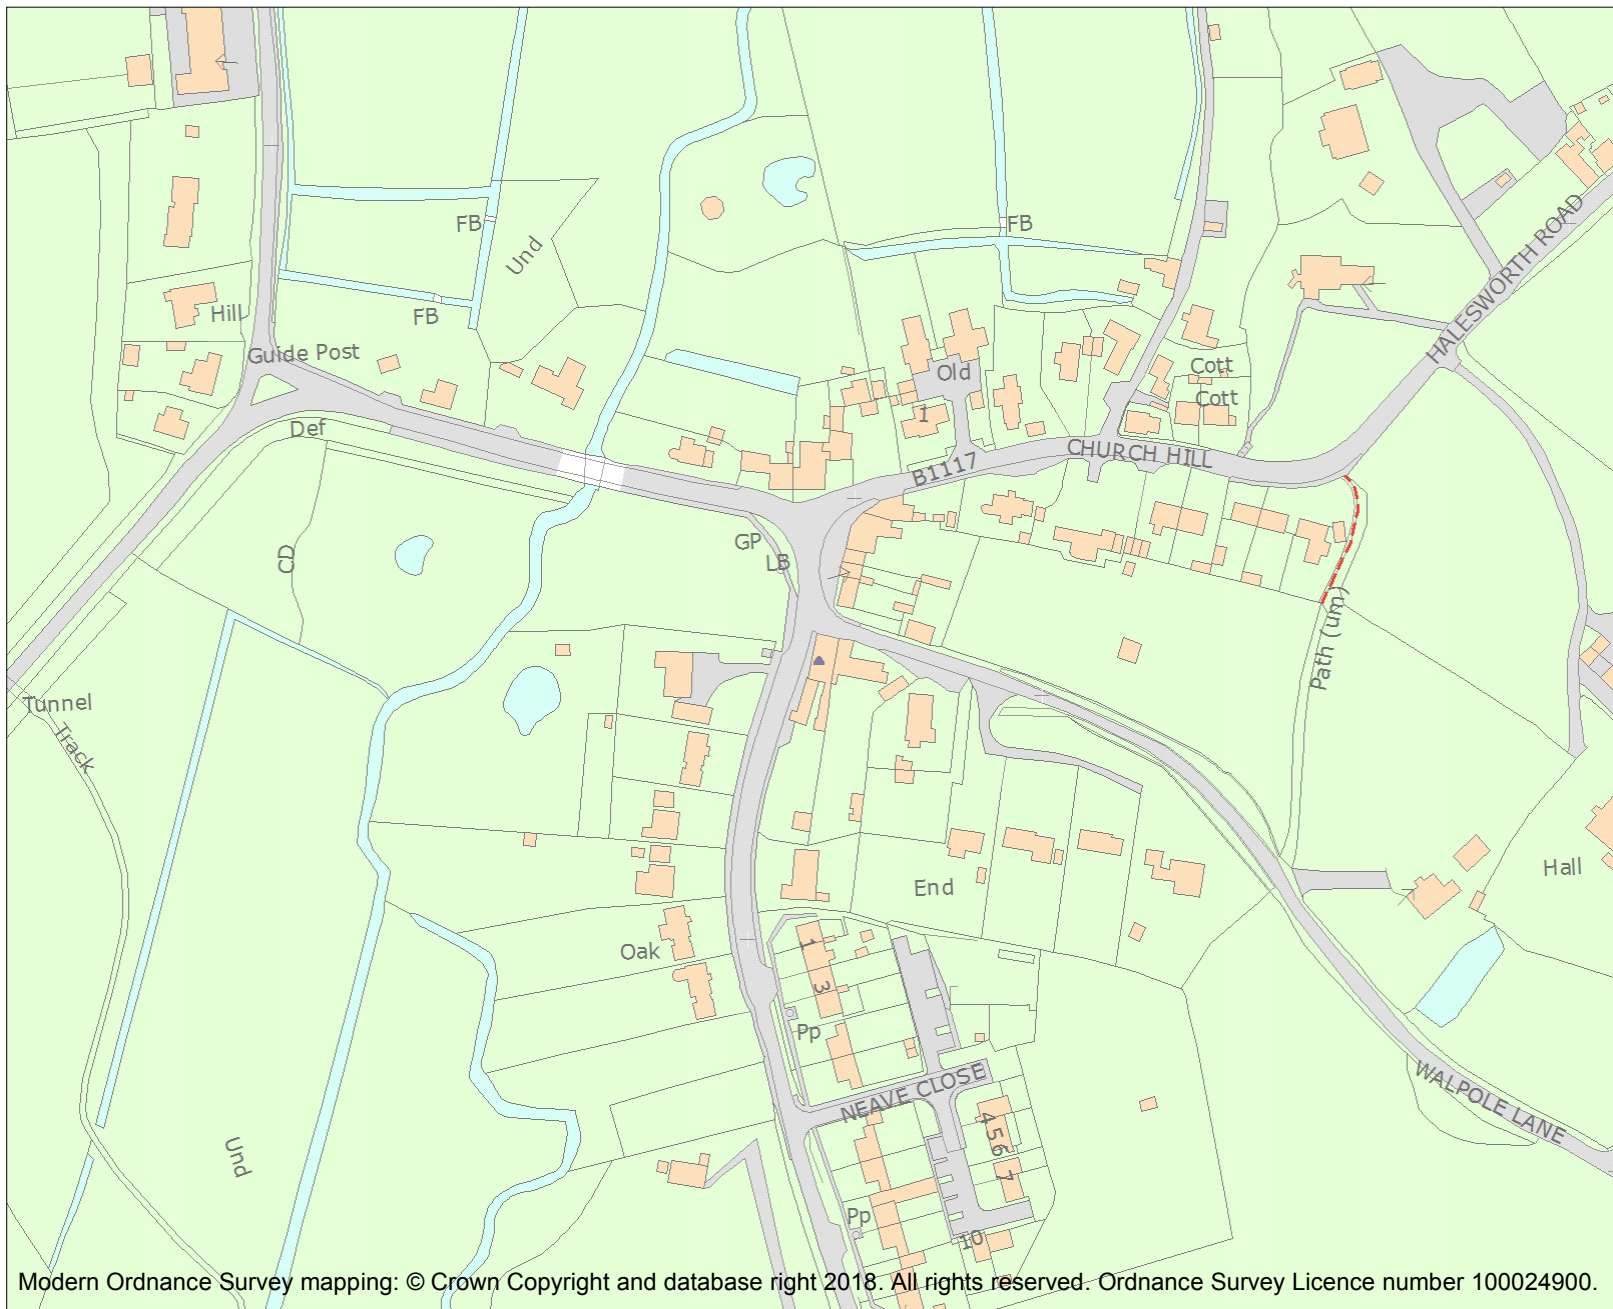 HALESWORTH ROAD
FB
FB
Und
FB
Hill
Guide Post
Old
Cott
Cott
1
Def
B1117
CHURCH HILL
CD
GP
LB
Path (um)
Tunnel
Track
End
Hall
Oak
1
3
Pp
NEAVE CLOSE
WALPOLE LANE
4 5 6
7
Und
Pp
10
Modern Ordnance Survey mapping: © Crown Copyright and database right 2018. All rights reserved. Ordnance Survey Licence number 100024900.